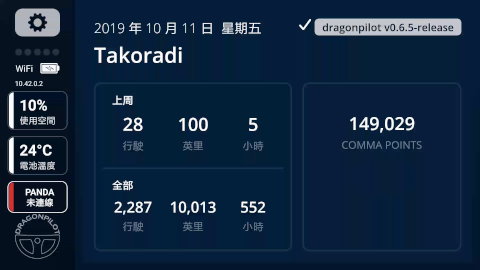 WiFi
10.42.0.2
10%
使用空間
24°C
電池溫度
PANDA
未連線
DRAGONPILOT
2019 年 10 月 11 日 星期五
dragonpilot v0.6.5-release
Takoradi
上周
28 100 5
行駛 英里 小時
全部
2,287 10,013 552
行駛 英里 小時
149,029
COMMA POINTS